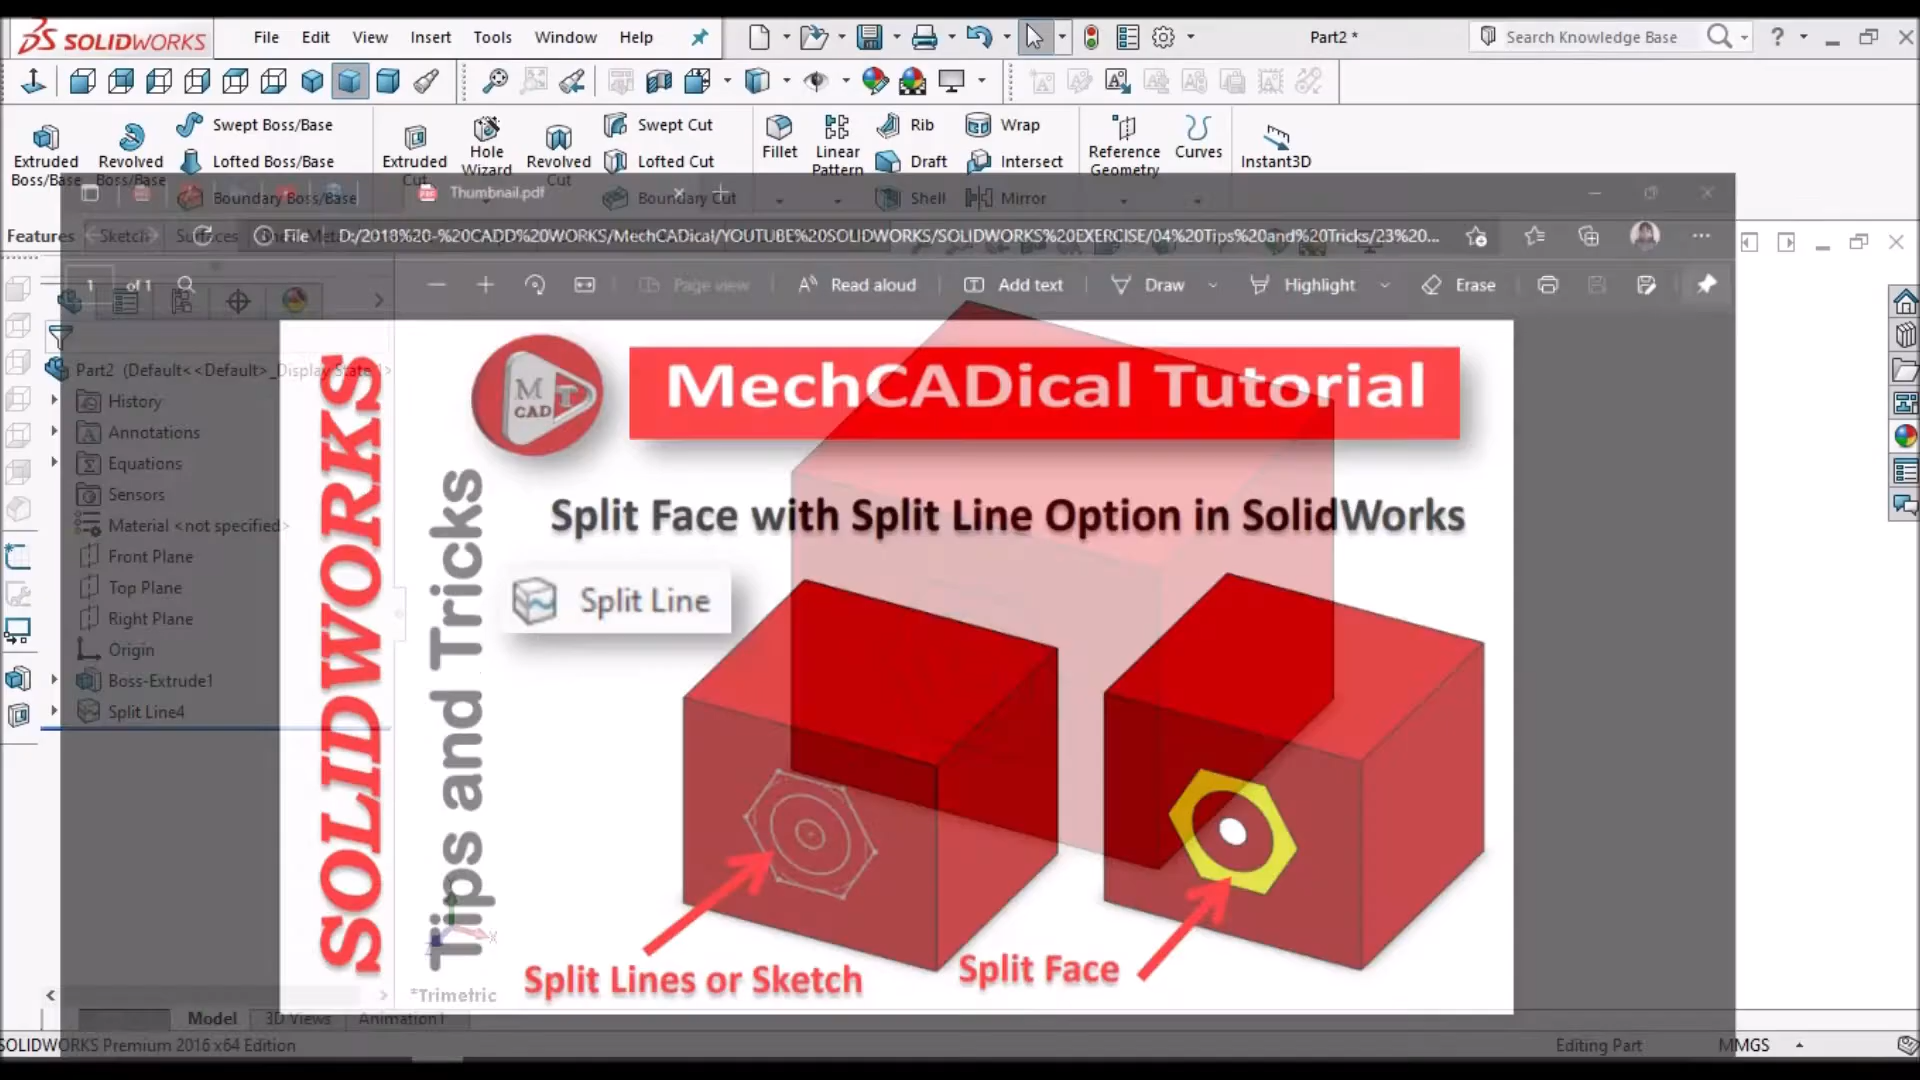 SOLIDWORKS
File Edit View Insert Tools Window Help
Part2 *
Search Knowledge Base
Extruded Boss/Base
Revolved Boss/Base
Swept Boss/Base
Lofted Boss/Base
Boundary Boss/Base
Extruded Cut
Hole Wizard
Revolved Cut
Swept Cut
Lofted Cut
Boundary Cut
Fillet
Linear Pattern
Rib
Draft
Shell
Wrap
Intersect
Mirror
Reference Geometry
Curves
Instant3D
Thumbnail.pdf
Features Sketch Surfaces
File D:/2018%20-%20CADD%20WORKS/MechCADical/YOUTUBE%20SOLIDWORKS/SOLIDWORKS%20EXERCISE/04%20Tips%20and%20Tricks/23%20...
1 of 1
Page view
Read aloud
Add text
Draw
Highlight
Erase
Part2 (Default<<Default>_Display State 1>
History
Annotations
Equations
Sensors
Material <not specified>
Front Plane
Top Plane
Right Plane
Origin
Boss-Extrude1
Split Line4
SOLIDWORKS
Tips and Tricks
M T
CAD
MechCADical Tutorial
Split Face with Split Line Option in SolidWorks
Split Line
Split Lines or Sketch
Split Face
X
*Trimetric
Model 3D Views Animation1
SOLIDWORKS Premium 2016 x64 Edition
Editing Part
MMGS